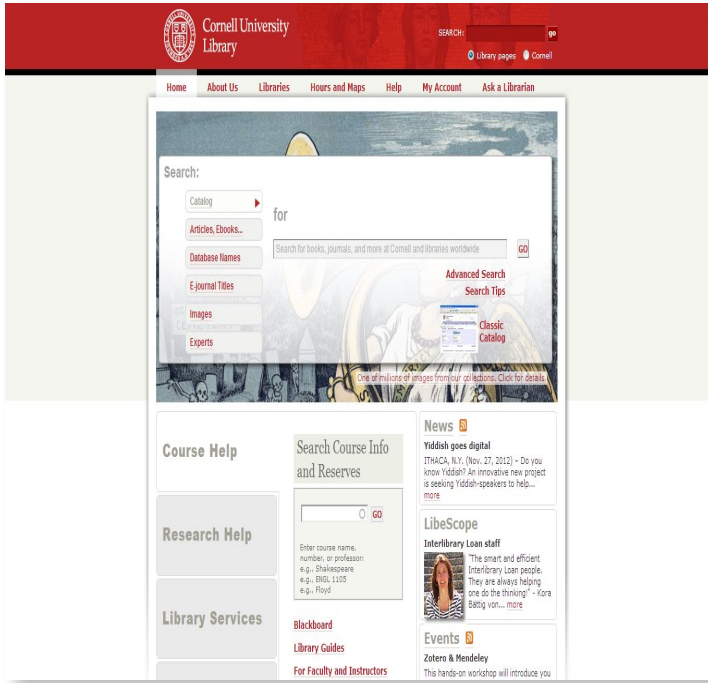 Cornell University
Library
SEARCH:
go
Library pages
Cornell
Home
About Us
Libraries
Hours and Maps
Help
My Account
Ask a Librarian
Search:
Catalog
Articles, Ebooks...
Database Names
E-journal Titles
Images
Experts
for
Search for books, journals, and more at Cornell and libraries worldwide
GO
Advanced Search
Search Tips
Classic
Catalog
One of millions of images from our collections. Click for details.
Course Help
Research Help
Library Services
Search Course Info
and Reserves
GO
Enter course name,
number, or professor:
e.g., Shakespeare
e.g., ENGL 1105
e.g., Floyd
Blackboard
Library Guides
For Faculty and Instructors
News
Yiddish goes digital
ITHACA, N.Y. (Nov. 27, 2012) – Do you
know Yiddish? An innovative new project
is seeking Yiddish-speakers to help...
more
LibeScope
Interlibrary Loan staff
"The smart and efficient
Interlibrary Loan people.
They are always helping
one do the thinking!" - Kora
Battig von... more
Events
Zotero & Mendeley
This hands-on workshop will introduce you